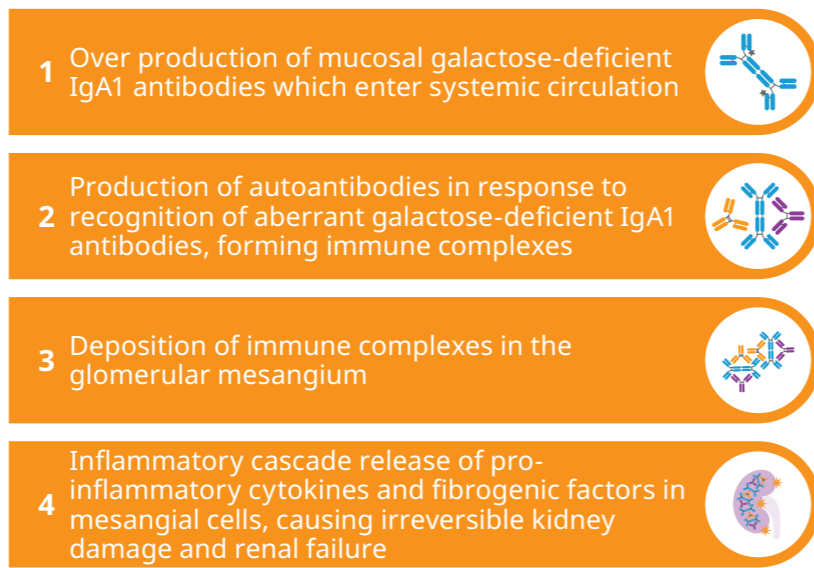 1
Over production of mucosal galactose-deficient
IgA1 antibodies which enter systemic circulation
2
Production of autoantibodies in response to
recognition of aberrant galactose-deficient IgA1
antibodies, forming immune complexes
3
Deposition of immune complexes in the
glomerular mesangium
4
Inflammatory cascade release of pro-
inflammatory cytokines and fibrogenic factors in
mesangial cells, causing irreversible kidney
damage and renal failure